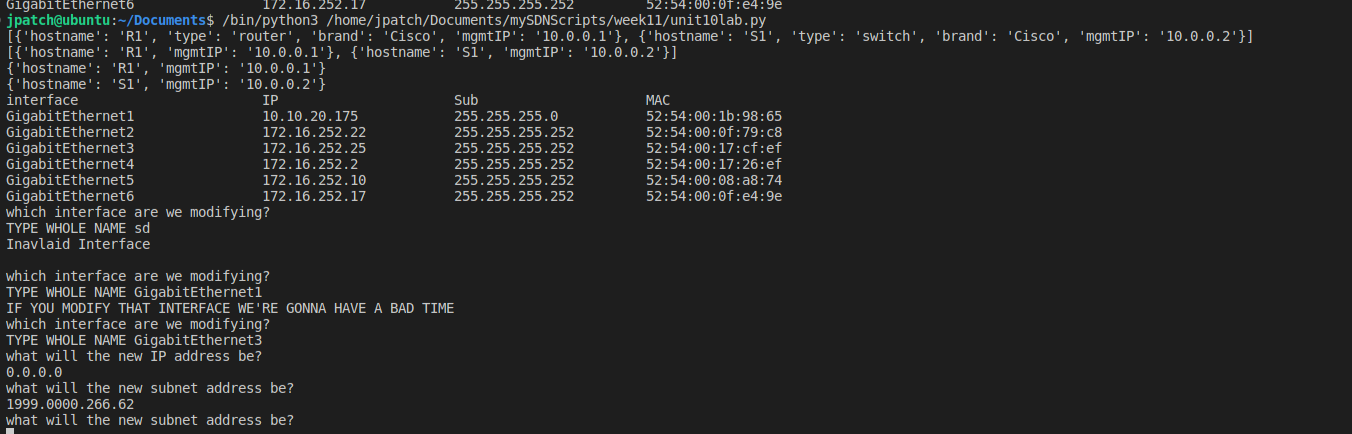 GigabitEthernet6 172.16.252.17 255.255.255.252 52:54:00:0f:e4:9e
jpatch@ubuntu:~/Documents$ /bin/python3 /home/jpatch/Documents/mySDNScripts/week11/unit10lab.py
[{'hostname': 'R1', 'type': 'router', 'brand': 'Cisco', 'mgmtIP': '10.0.0.1'}, {'hostname': 'S1', 'type': 'switch', 'brand': 'Cisco', 'mgmtIP': '10.0.0.2'}]
[{'hostname': 'R1', 'mgmtIP': '10.0.0.1'}, {'hostname': 'S1', 'mgmtIP': '10.0.0.2'}]
{'hostname': 'R1', 'mgmtIP': '10.0.0.1'}
{'hostname': 'S1', 'mgmtIP': '10.0.0.2'}
interface IP Sub MAC
GigabitEthernet1 10.10.20.175 255.255.255.0 52:54:00:1b:98:65
GigabitEthernet2 172.16.252.22 255.255.255.252 52:54:00:0f:79:c8
GigabitEthernet3 172.16.252.25 255.255.255.252 52:54:00:17:cf:ef
GigabitEthernet4 172.16.252.2 255.255.255.252 52:54:00:17:26:ef
GigabitEthernet5 172.16.252.10 255.255.255.252 52:54:00:08:a8:74
GigabitEthernet6 172.16.252.17 255.255.255.252 52:54:00:0f:e4:9e
which interface are we modifying?
TYPE WHOLE NAME sd
Inavlaid Interface
which interface are we modifying?
TYPE WHOLE NAME GigabitEthernet1
IF YOU MODIFY THAT INTERFACE WE'RE GONNA HAVE A BAD TIME
which interface are we modifying?
TYPE WHOLE NAME GigabitEthernet3
what will the new IP address be?
0.0.0.0
what will the new subnet address be?
1999.0000.266.62
what will the new subnet address be?